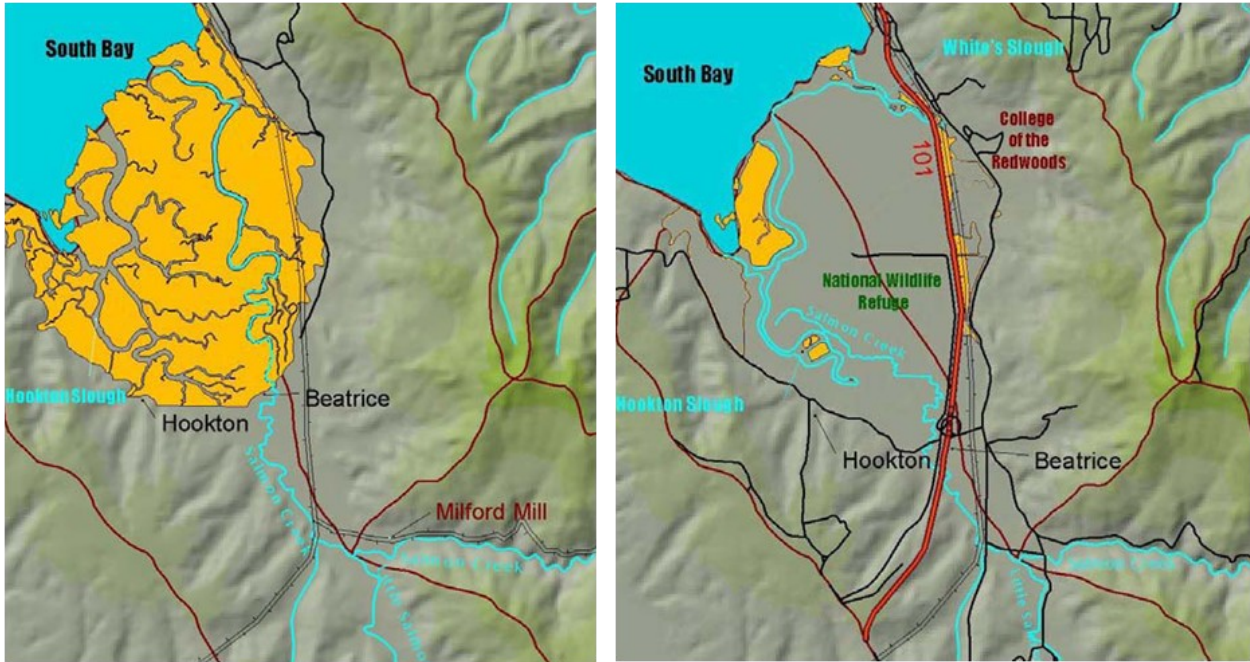 South Bay
Hookton Slough
Hookton
Beatrice
Salmon Creek
Milford Mill
Salmon Creek
South Bay
White's Slough
College
of the
Redwoods
101
National Wildlife
Refuge
Salmon Creek
Hookton Slough
Hookton
Beatrice
Salmon Creek
Little